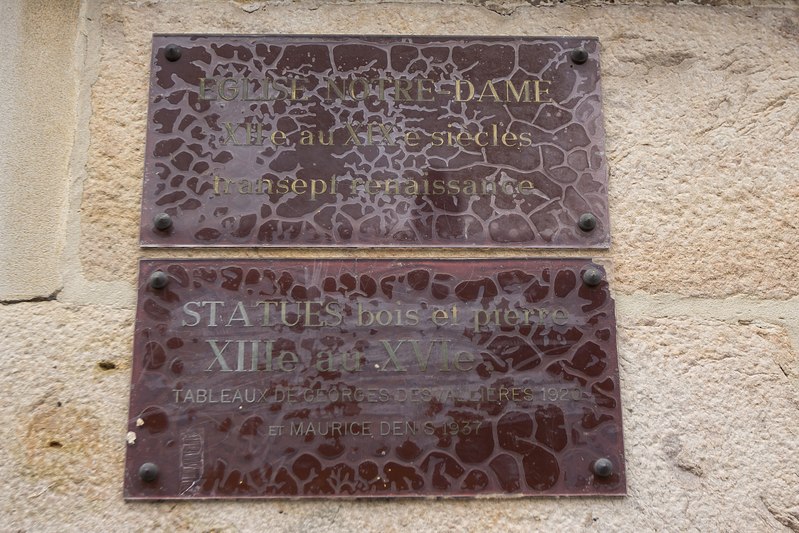 EGLISE NOTRE-DAME
XIIe au XIXe siècles
transept renaissance
STATUES bois et pierre
XIIIe au XVIe
TABLEAUX DE GEORGES DESVALLIERES 1920
ET MAURICE DENIS 1937